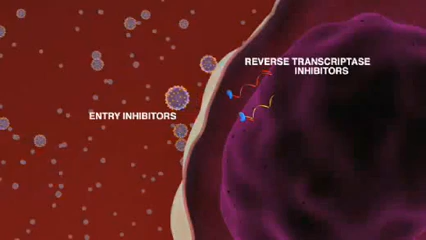 REVERSE TRANSCRIPTASE
INHIBITORS
ENTRY INHIBITORS